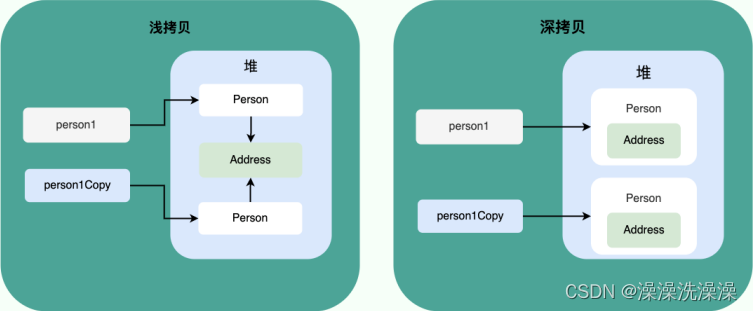 浅拷贝
堆
person1
Person
Address
person1Copy
Person
深拷贝
堆
person1
Person
Address
person1Copy
Person
Address
CSDN @澡澡洗澡澡